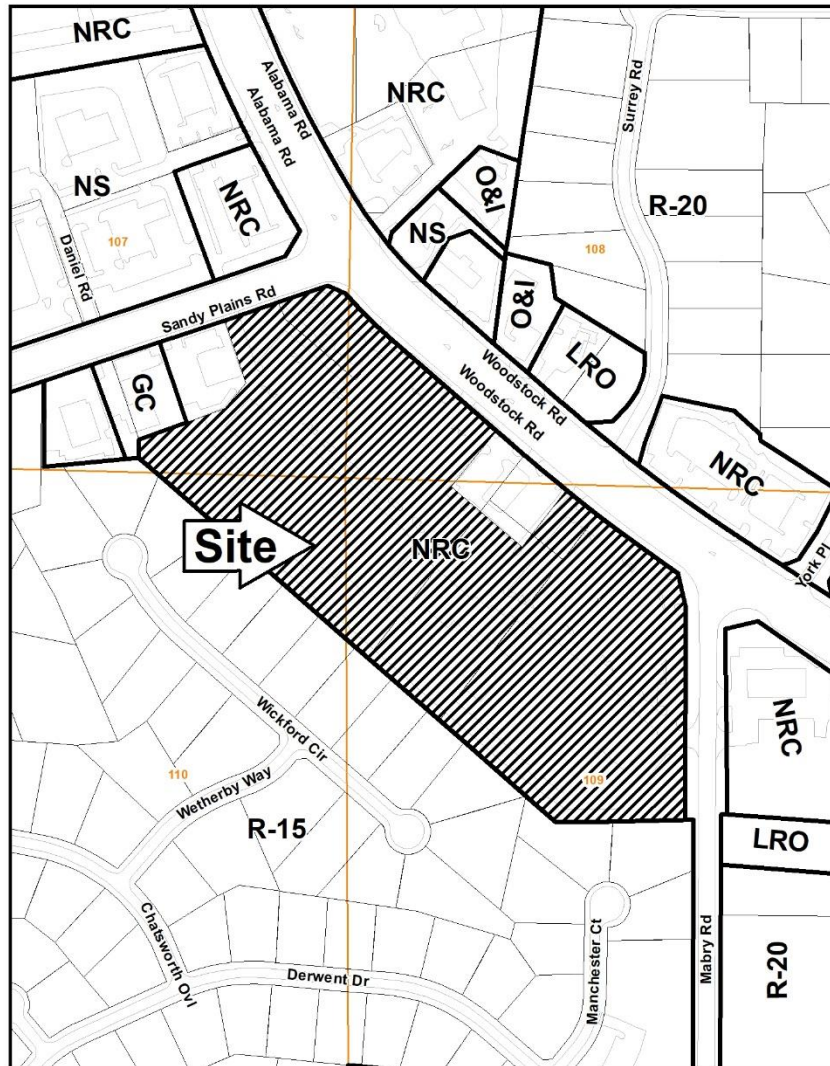 NRC
Alabama Rd
Alabama Rd
NRC
Surrey Rd
NS
NRC
O&I
R-20
Daniel Rd
107
NS
108
Sandy Plains Rd
O&I
GC
LRO
Woodstock Rd
Woodstock Rd
NRC
Site
NRC
York Pl
Wickford Cir
NRC
110
109
Wetherby Way
R-15
LRO
Chatsworth Ovl
Manchester Ct
Mabry Rd
Derwent Dr
R-20